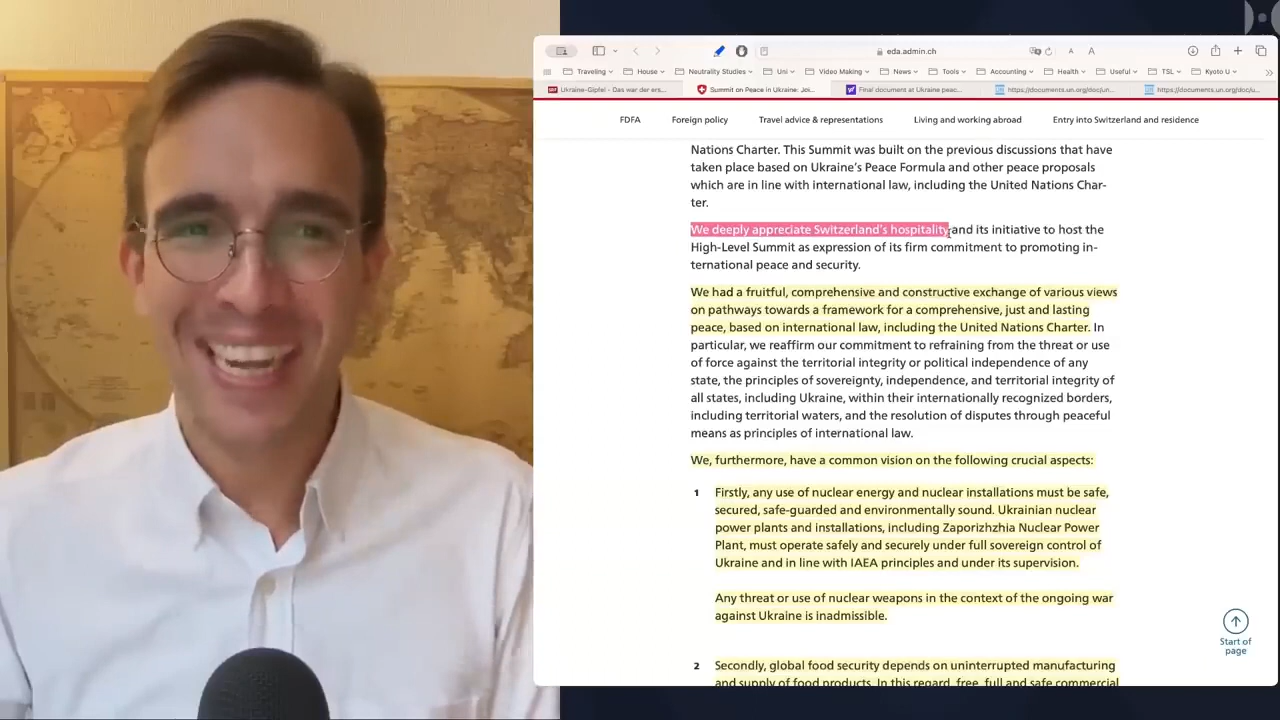 eda.admin.ch
A A
Traveling House Neutrality Studies Uni Video Making News Tools Accounting Health Useful TSL Kyoto U
Ukraine-Gipfel - Das war der ers... Summit on Peace in Ukraine: Joi... Final document at Ukraine peac... https://documents.un.org/doc/un... https://documents.un.org/doc/u...
FDFA Foreign policy Travel advice & representations Living and working abroad Entry into Switzerland and residence
Nations Charter. This Summit was built on the previous discussions that have
taken place based on Ukraine's Peace Formula and other peace proposals
which are in line with international law, including the United Nations Char-
ter.
We deeply appreciate Switzerland's hospitality and its initiative to host the
High-Level Summit as expression of its firm commitment to promoting in-
ternational peace and security.
We had a fruitful, comprehensive and constructive exchange of various views
on pathways towards a framework for a comprehensive, just and lasting
peace, based on international law, including the United Nations Charter. In
particular, we reaffirm our commitment to refraining from the threat or use
of force against the territorial integrity or political independence of any
state, the principles of sovereignty, independence, and territorial integrity of
all states, including Ukraine, within their internationally recognized borders,
including territorial waters, and the resolution of disputes through peaceful
means as principles of international law.
We, furthermore, have a common vision on the following crucial aspects:
1 Firstly, any use of nuclear energy and nuclear installations must be safe,
secured, safe-guarded and environmentally sound. Ukrainian nuclear
power plants and installations, including Zaporizhzhia Nuclear Power
Plant, must operate safely and securely under full sovereign control of
Ukraine and in line with IAEA principles and under its supervision.
Any threat or use of nuclear weapons in the context of the ongoing war
against Ukraine is inadmissible.
Start of
page
2 Secondly, global food security depends on uninterrupted manufacturing
and supply of food products. In this regard, free, full and safe commercial